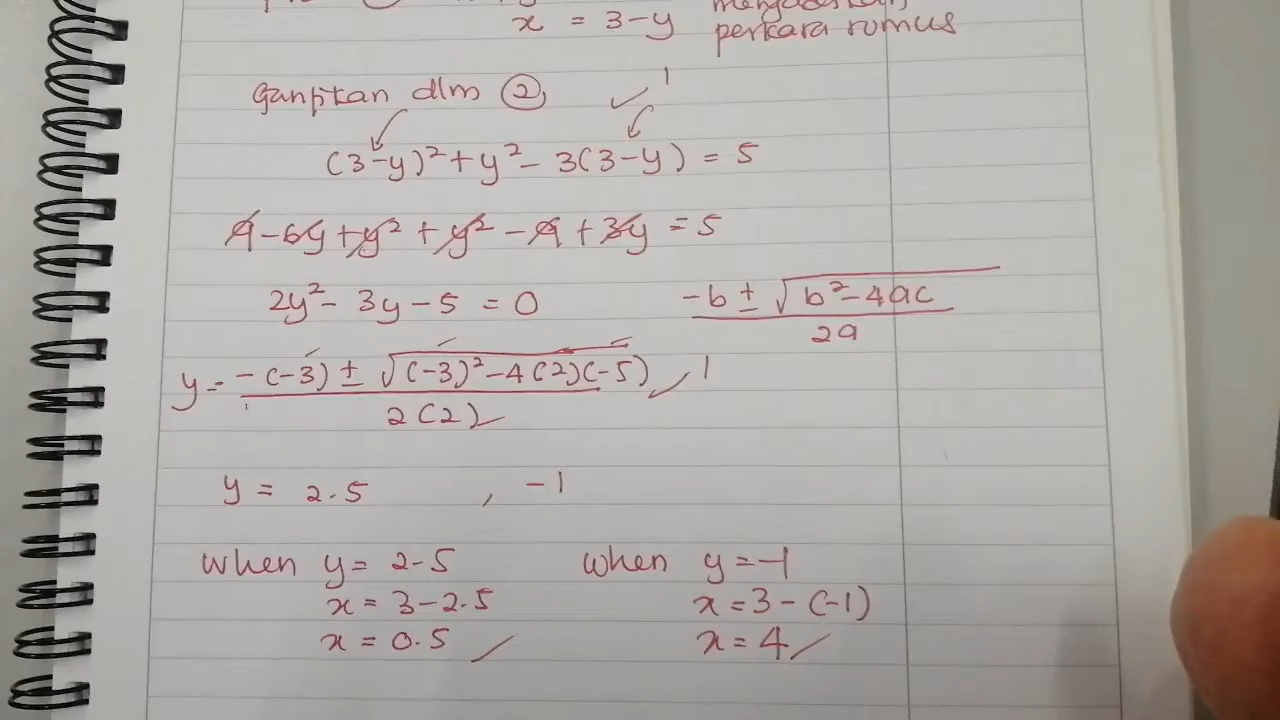 x = 3-y perkara rumus
Gantikan dlm ②, ✓1
(3-y)² + y² - 3(3-y) = 5
9 - 6y + y² + y² - 9 + 3y = 5
2y² - 3y - 5 = 0
-b ± √b²-4ac
2a
y = -(-3) ± √(-3)²-4(2)(-5) ✓1
2(2)
y = 2.5 , -1
when y = 2.5 when y = -1
x = 3-2.5 x = 3-(-1)
x = 0.5 x = 4